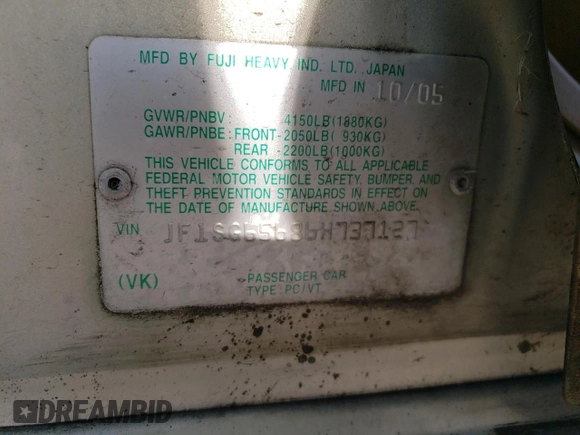 MFD BY FUJI HEAVY IND. LTD. JAPAN
MFD IN 10/05
GVWR/PNBV: 4150LB(1880KG)
GAWR/PNBE: FRONT-2050LB( 930KG)
REAR -2200LB(1000KG)
THIS VEHICLE CONFORMS TO ALL APPLICABLE
FEDERAL MOTOR VEHICLE SAFETY, BUMPER, AND
THEFT PREVENTION STANDARDS IN EFFECT ON
THE DATE OF MANUFACTURE SHOWN ABOVE.
VIN JF1SG65636H737127
(VK) PASSENGER CAR
TYPE: PC/VT
DREAMBID